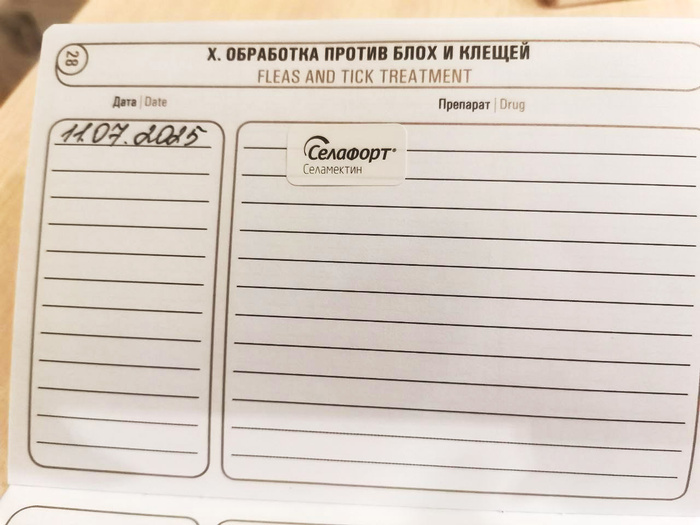 28
X. ОБРАБОТКА ПРОТИВ БЛОХ И КЛЕЩЕЙ
FLEAS AND TICK TREATMENT
Дата | Date
Препарат | Drug
11.07.2025
Селафорт®
Селамектин